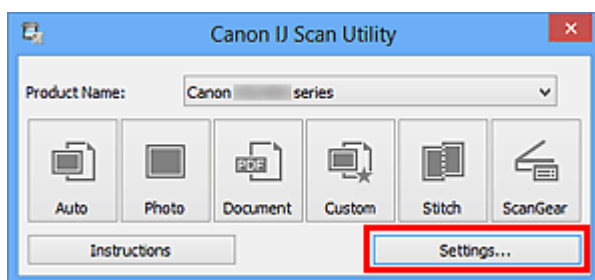 Canon IJ Scan Utility
Product Name: Canon series
PDF
Auto Photo Document Custom Stitch ScanGear
Instructions Settings...